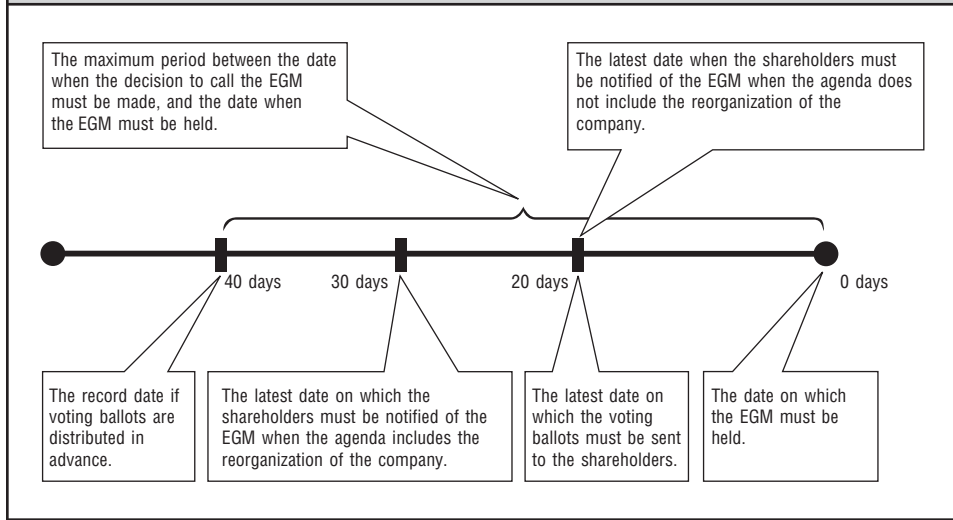 The maximum period between the date
when the decision to call the EGM
must be made, and the date when
the EGM must be held.
The latest date when the shareholders must
be notified of the EGM when the agenda does
not include the reorganization of the
company.
40 days
30 days
20 days
0 days
The record date if
voting ballots are
distributed in
advance.
The latest date on which the
shareholders must be notified of the
EGM when the agenda includes the
reorganization of the company.
The latest date on
which the voting
ballots must be sent
to the shareholders.
The date on which
the EGM must be
held.